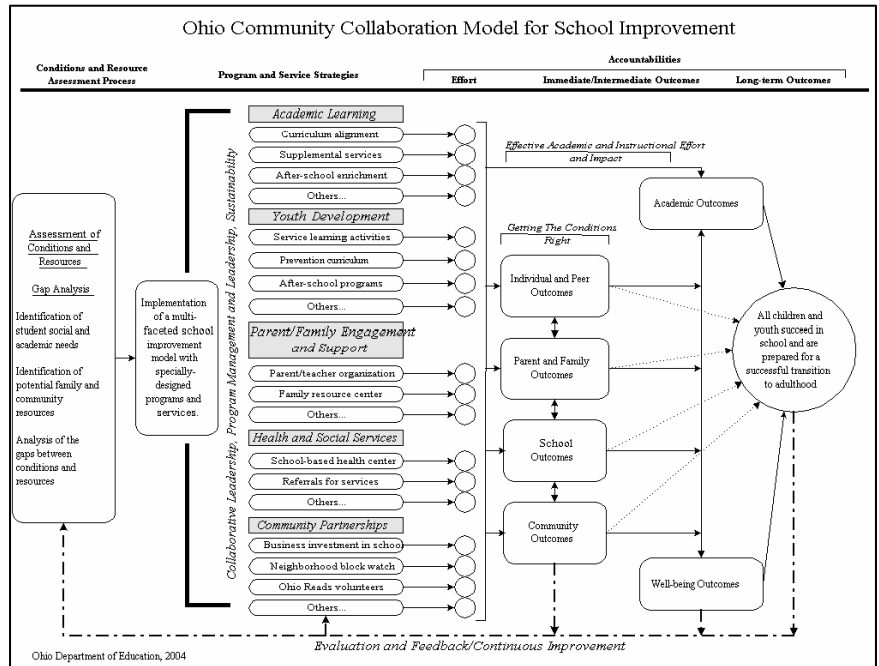 Ohio Community Collaboration Model for School Improvement
Conditions and Resource
Assessment Process
Program and Service Strategies
Accountabilities
Effort
Immediate/Intermediate Outcomes
Long-term Outcomes
Assessment of
Conditions and
Resources
Gap Analysis
Identification of
student social and
academic needs
Identification of
potential family and
community
resources
Analysis of the
gaps between
conditions and
resources
Implementation
of a multi-
faceted school
improvement
model with
specially-
designed
programs and
services.
Collaborative Leadership, Program Management and Leadership, Sustainability
Academic Learning
Curriculum alignment
Supplemental services
After-school enrichment
Others...
Youth Development
Service learning activities
Prevention curriculum
After-school programs
Others...
Parent/Family Engagement
and Support
Parent/teacher organization
Family resource center
Others...
Health and Social Services
School-based health center
Referrals for services
Others...
Community Partnerships
Business investment in school
Neighborhood block watch
Ohio Reads volunteers
Others...
Effective Academic and Instructional Effort
and Impact
Getting The Conditions
Right
Individual and Peer
Outcomes
Parent and Family
Outcomes
School
Outcomes
Community
Outcomes
Academic Outcomes
Well-being Outcomes
All children and
youth succeed in
school and are
prepared for a
successful transition
to adulthood
Evaluation and Feedback/Continuous Improvement
Ohio Department of Education, 2004